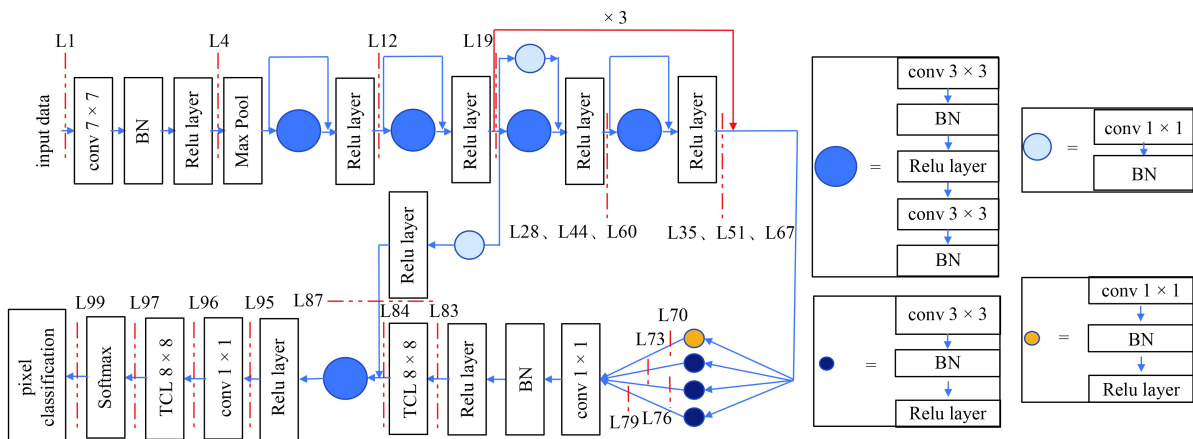 × 3
L1
L4
L12
L19
input data
conv 7 × 7
BN
Relu layer
Max Pool
Relu layer
Relu layer
Relu layer
Relu layer
L28、L44、L60
L35、L51、L67
Relu layer
L87
L99
L97
L96
L95
L84
L83
L70
L73
L76
L79
pixel
classification
Softmax
TCL 8 × 8
conv 1 × 1
Relu layer
TCL 8 × 8
Relu layer
BN
conv 1 × 1
=
conv 3 × 3
BN
Relu layer
conv 3 × 3
BN
=
conv 1 × 1
BN
=
conv 3 × 3
BN
Relu layer
=
conv 1 × 1
BN
Relu layer